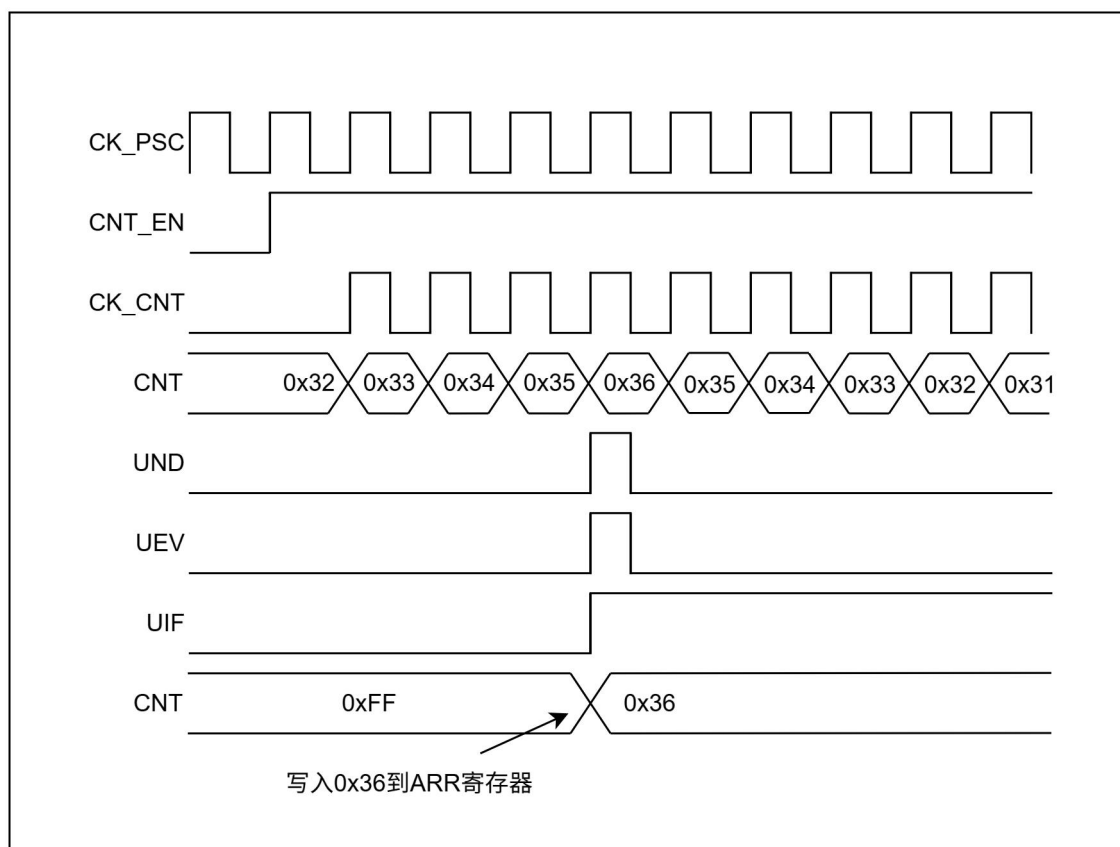 CK_PSC
CNT_EN
CK_CNT
CNT 0x32 0x33 0x34 0x35 0x36 0x35 0x34 0x33 0x32 0x31
UND
UEV
UIF
CNT 0xFF 0x36
写入0x36到ARR寄存器